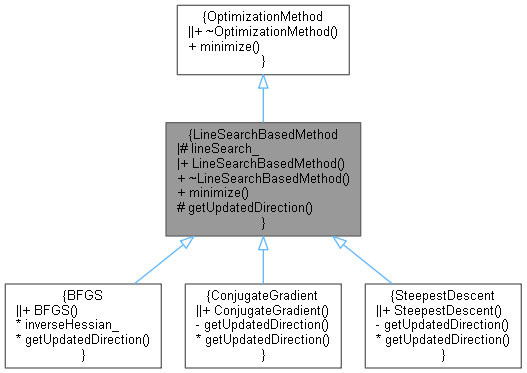 {OptimizationMethod
||+ ~OptimizationMethod()
+ minimize()
}
{LineSearchBasedMethod
|# lineSearch_
|+ LineSearchBasedMethod()
+ ~LineSearchBasedMethod()
+ minimize()
# getUpdatedDirection()
}
{BFGS
||+ BFGS()
* inverseHessian_
* getUpdatedDirection()
}
{ConjugateGradient
||+ ConjugateGradient()
- getUpdatedDirection()
* getUpdatedDirection()
}
{SteepestDescent
||+ SteepestDescent()
- getUpdatedDirection()
* getUpdatedDirection()
}